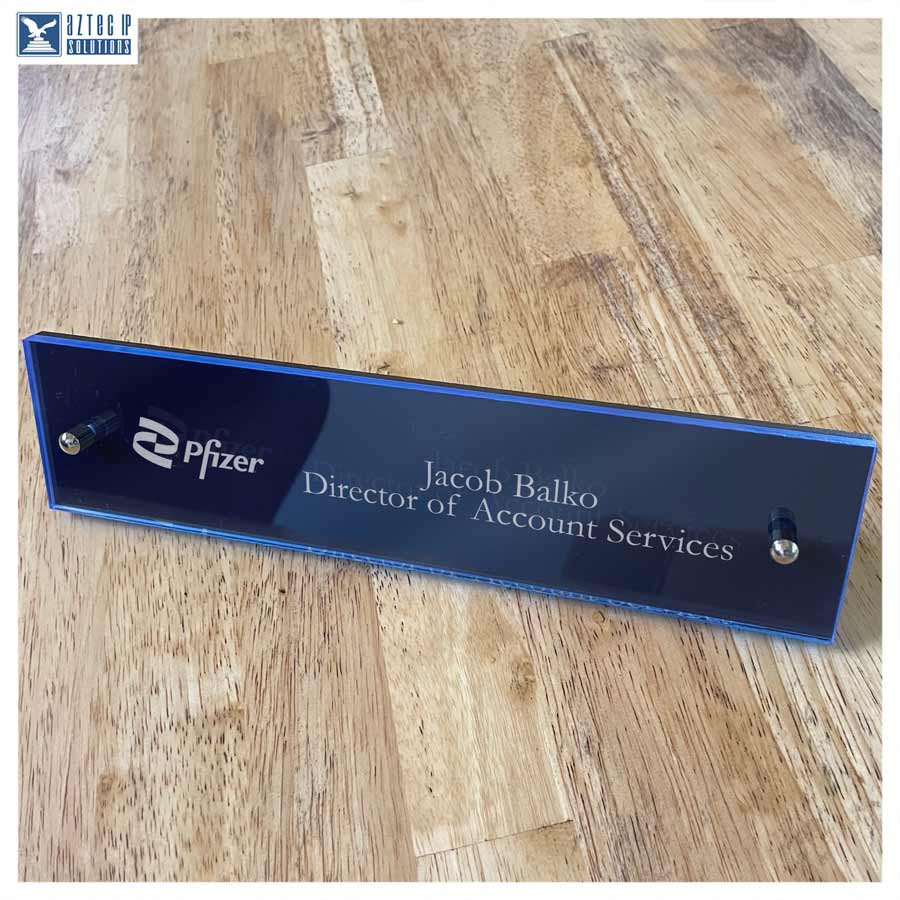 AZTEC IP
SOLUTIONS
Pfizer
Jacob Balko
Director of Account Services